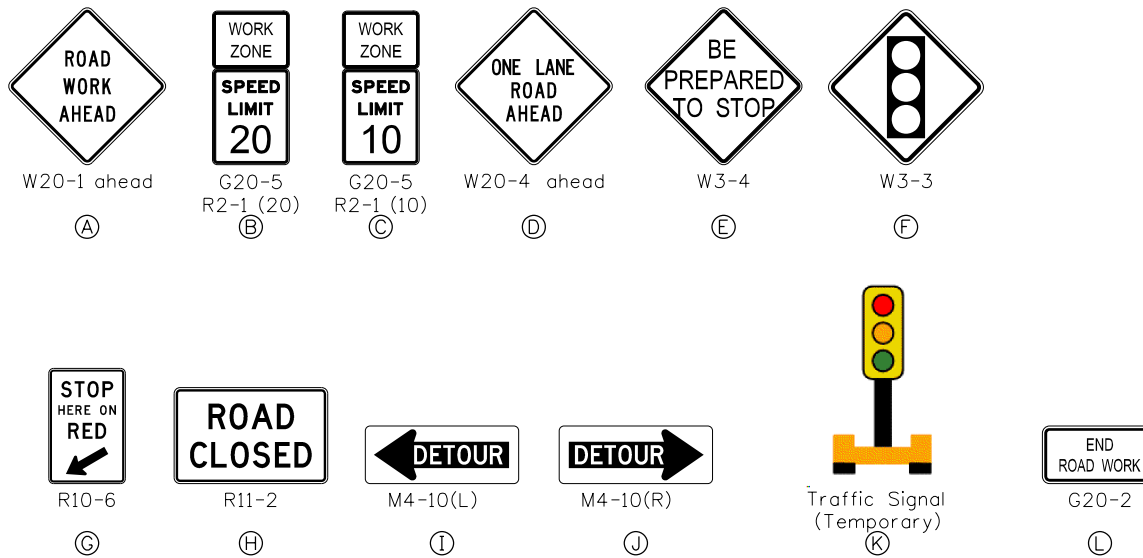 ROAD
WORK
AHEAD
W20-1 ahead
A
WORK
ZONE
SPEED
LIMIT
20
G20-5
R2-1 (20)
B
WORK
ZONE
SPEED
LIMIT
10
G20-5
R2-1 (10)
C
ONE LANE
ROAD
AHEAD
W20-4 ahead
D
BE
PREPARED
TO STOP
W3-4
E
W3-3
F
STOP
HERE ON
RED
R10-6
G
ROAD
CLOSED
R11-2
H
DETOUR
M4-10(L)
I
DETOUR
M4-10(R)
J
Traffic Signal
(Temporary)
K
END
ROAD WORK
G20-2
L